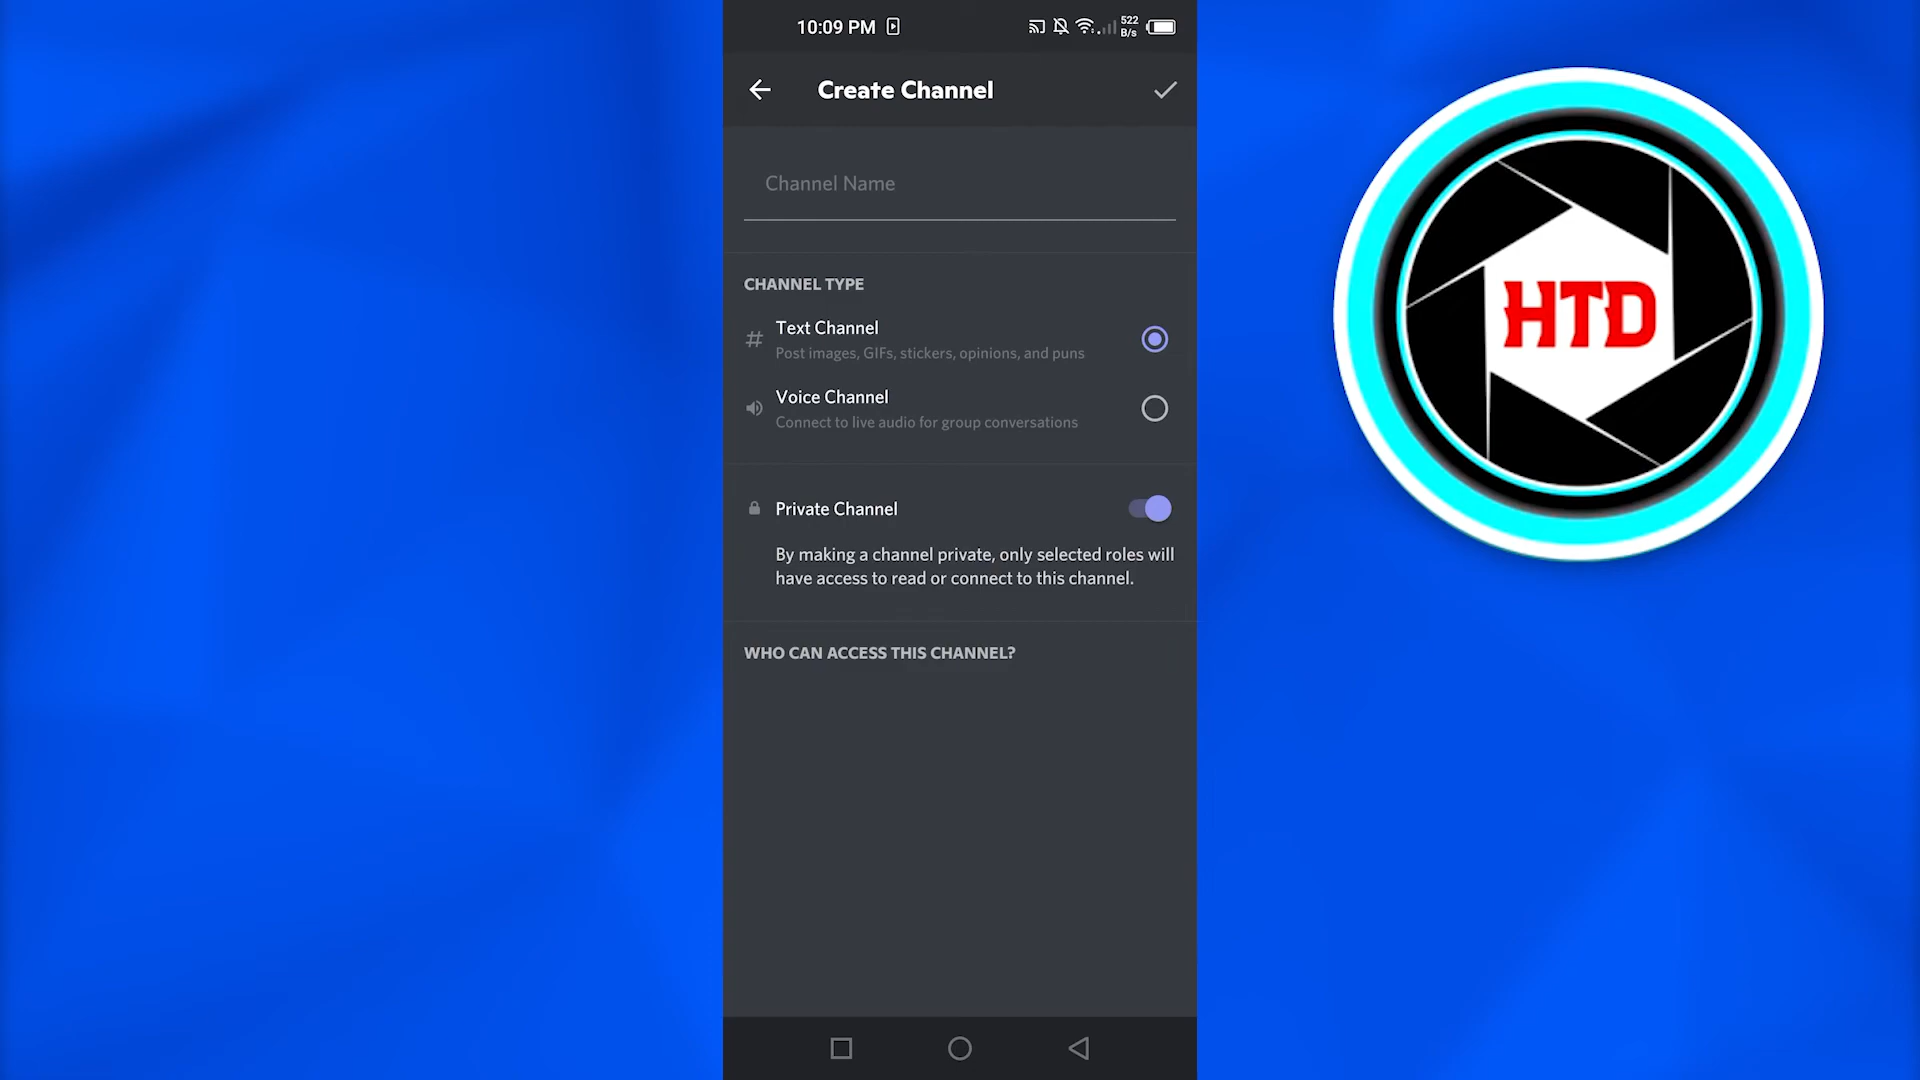 10:09 PM
522
B/s
Create Channel
Channel Name
CHANNEL TYPE
Text Channel
Post images, GIFs, stickers, opinions, and puns
Voice Channel
Connect to live audio for group conversations
Private Channel
By making a channel private, only selected roles will
have access to read or connect to this channel.
WHO CAN ACCESS THIS CHANNEL?
HTD